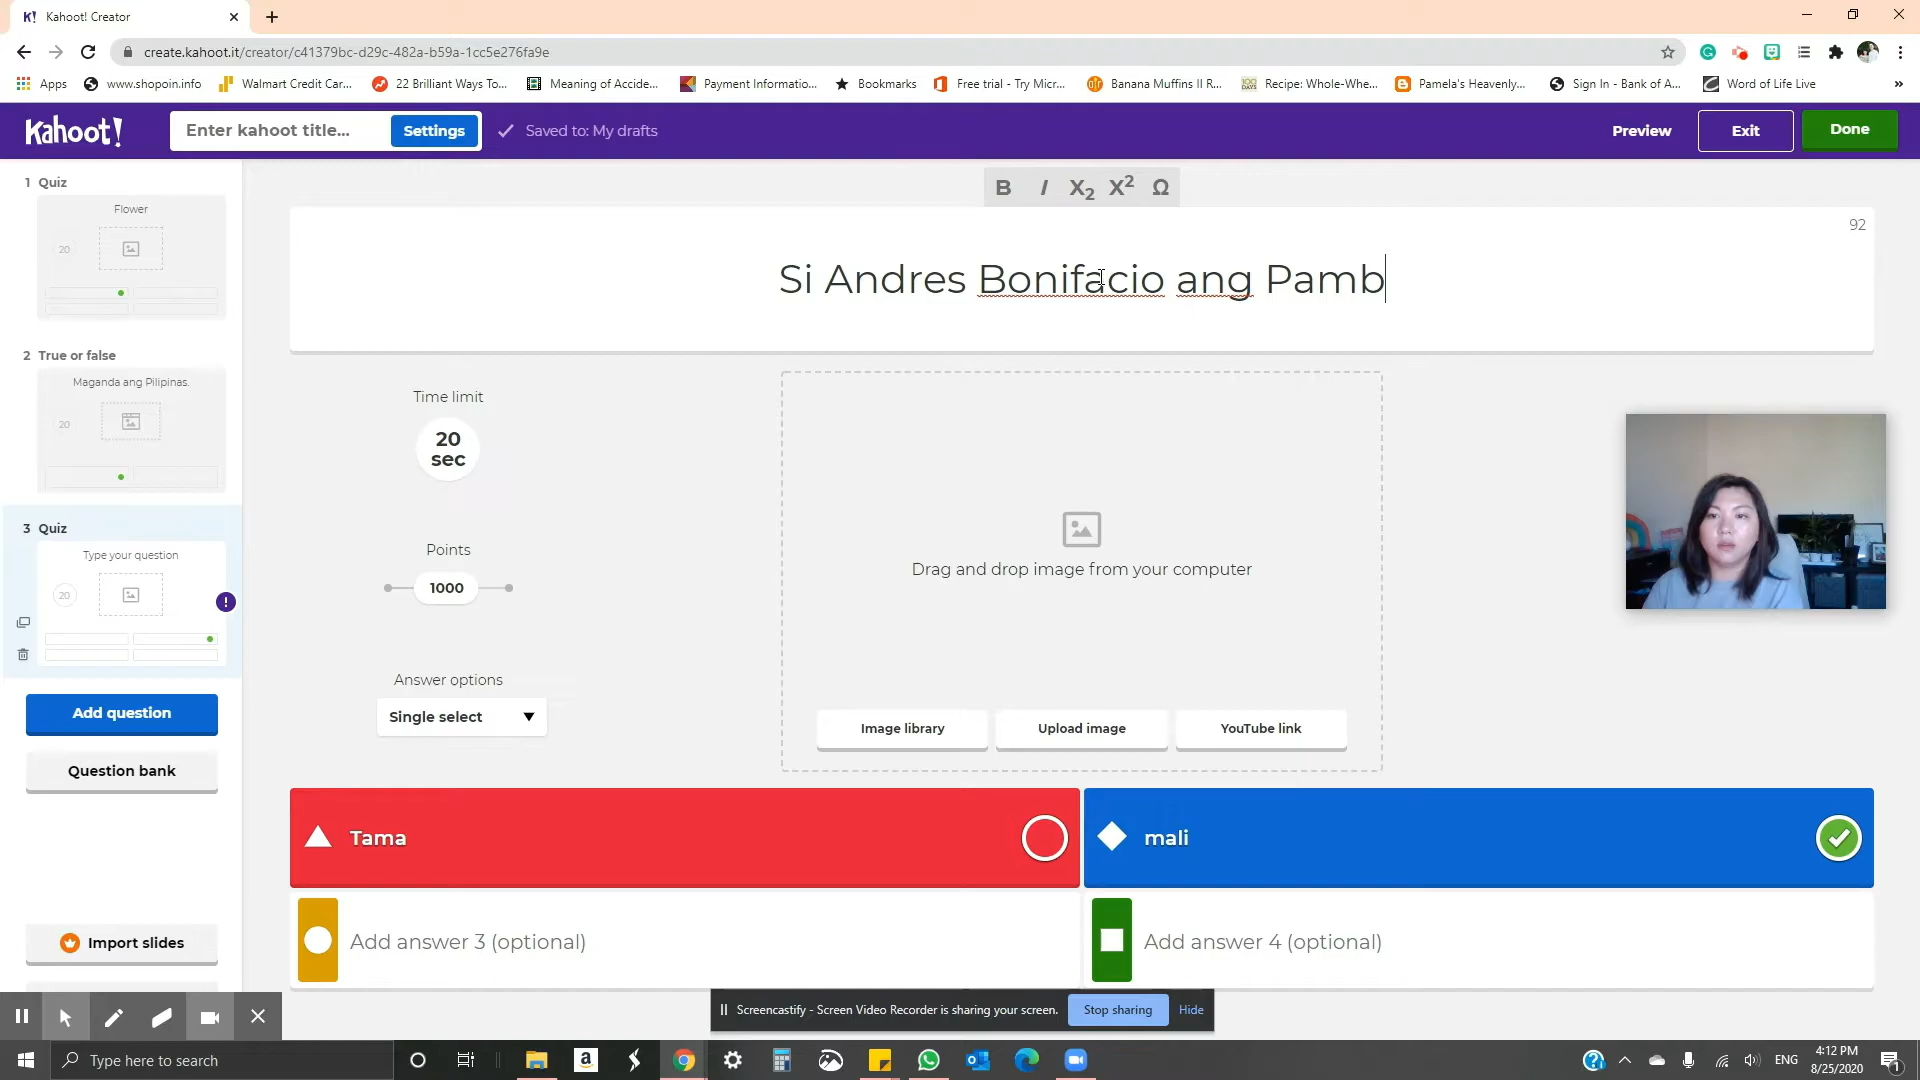 Kahoot! Creator
create.kahoot.it/creator/c41379bc-d29c-482a-b59a-1cc5e276fa9e
Apps www.shopoin.info Walmart Credit Car... 22 Brilliant Ways To... Meaning of Accide... Payment Informatio... Bookmarks Free trial - Try Micr... Banana Muffins II R... Recipe: Whole-Whe... Pamela's Heavenly... Sign In - Bank of A... Word of Life Live »
Kahoot! Enter kahoot title... Settings Saved to: My drafts Preview Exit Done
B I X2 X2 Ω
92
Si Andres Bonifacio ang Pamb
1 Quiz
Flower
20
2 True or false
Maganda ang Pilipinas.
20
3 Quiz
Type your question
20
!
Add question
Question bank
Import slides
Time limit
20
sec
Points
1000
Answer options
Single select
Drag and drop image from your computer
Image library Upload image YouTube link
Tama
mali
Add answer 3 (optional)
Add answer 4 (optional)
Screencastify - Screen Video Recorder is sharing your screen. Stop sharing Hide
Type here to search
ENG
4:12 PM
8/25/2020
1